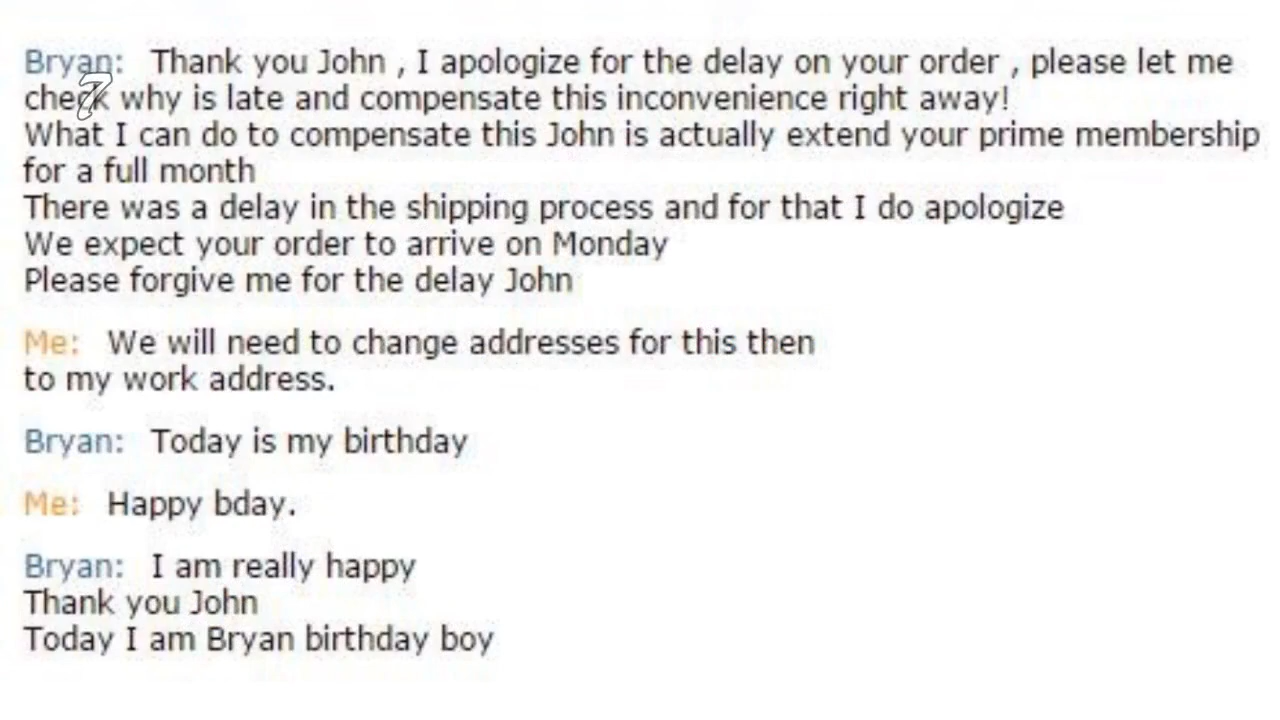 Bryan: Thank you John , I apologize for the delay on your order , please let me
check why is late and compensate this inconvenience right away!
What I can do to compensate this John is actually extend your prime membership
for a full month
There was a delay in the shipping process and for that I do apologize
We expect your order to arrive on Monday
Please forgive me for the delay John
Me: We will need to change addresses for this then
to my work address.
Bryan: Today is my birthday
Me: Happy bday.
Bryan: I am really happy
Thank you John
Today I am Bryan birthday boy
7